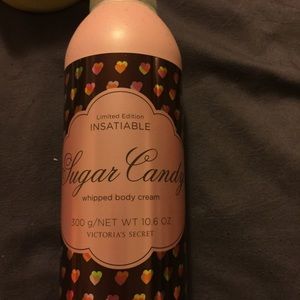 Limited Edition
INSATIABLE
Sugar Candy
whipped body cream
300 g/NET WT 10.6 OZ
VICTORIA'S SECRET